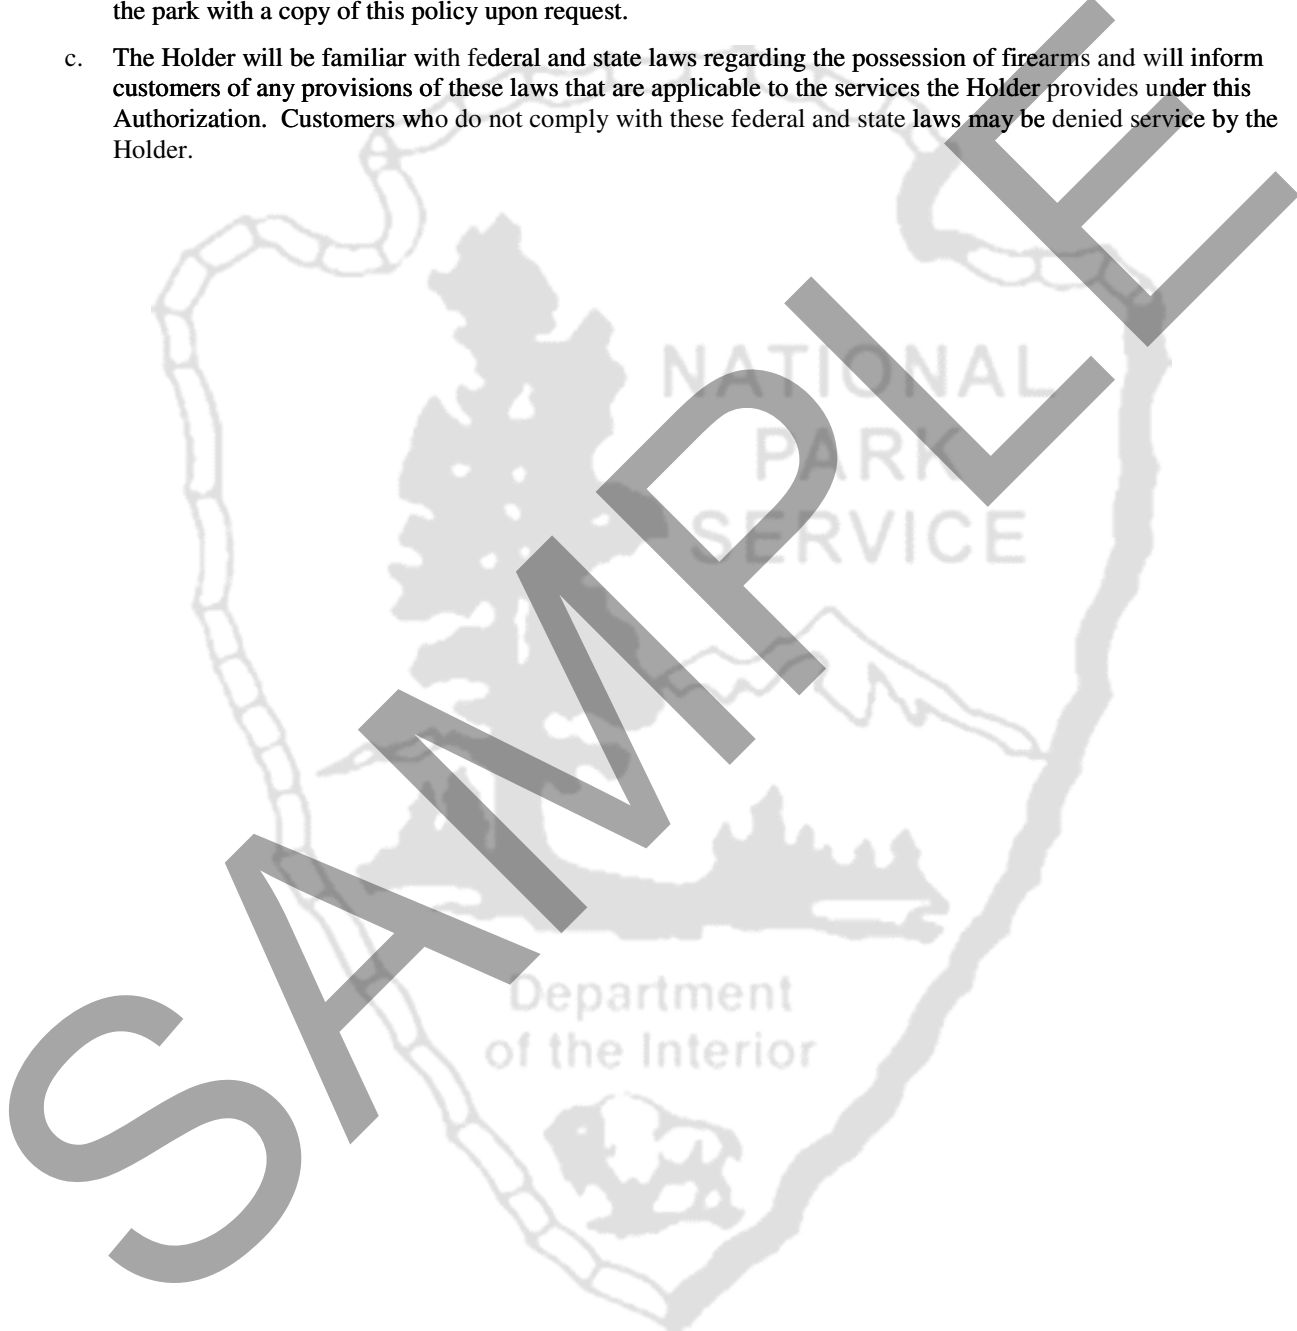 the park with a copy of this policy upon request.
c. The Holder will be familiar with federal and state laws regarding the possession of firearms and will inform
customers of any provisions of these laws that are applicable to the services the Holder provides under this
Authorization. Customers who do not comply with these federal and state laws may be denied service by the
Holder.
NATIONAL
PARK
SERVICE
SAMPLE
Department
of the Interior